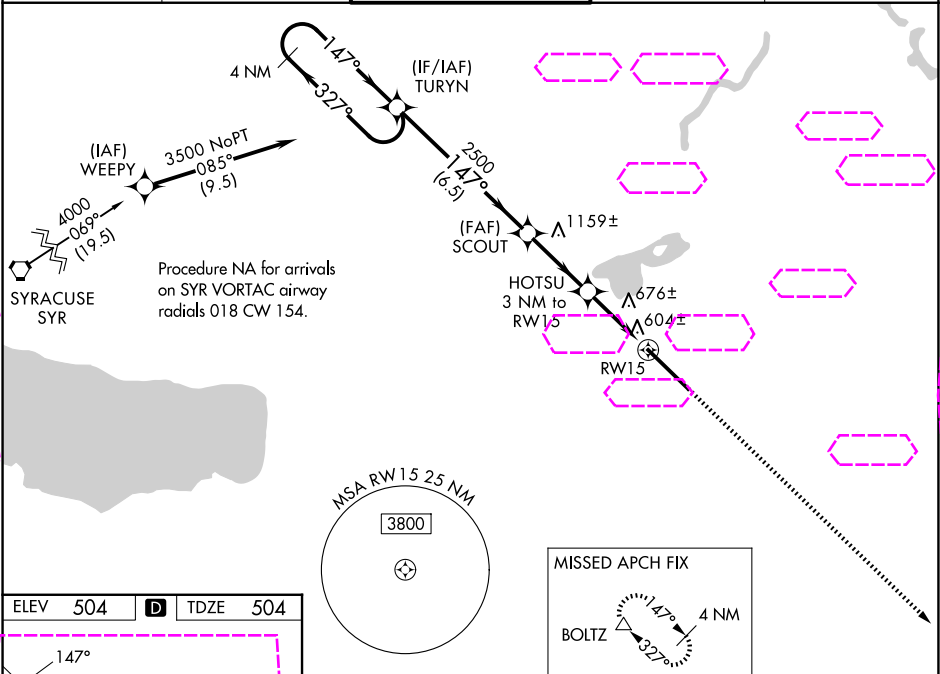 4 NM
147°
327°
(IF/IAF)
TURYN
(IAF)
WEEPY
3500 NoPT
085°
(9.5)
2500
147°
(6.5)
4000
069°
(19.5)
SYRACUSE
SYR
Procedure NA for arrivals
on SYR VORTAC airway
radials 018 CW 154.
(FAF)
SCOUT
1159±
HOTSU
3 NM to
RW15
676±
604±
RW15
MSA RW15 25 NM
3800
MISSED APCH FIX
BOLTZ
147°
327°
4 NM
ELEV 504 D TDZE 504
147°